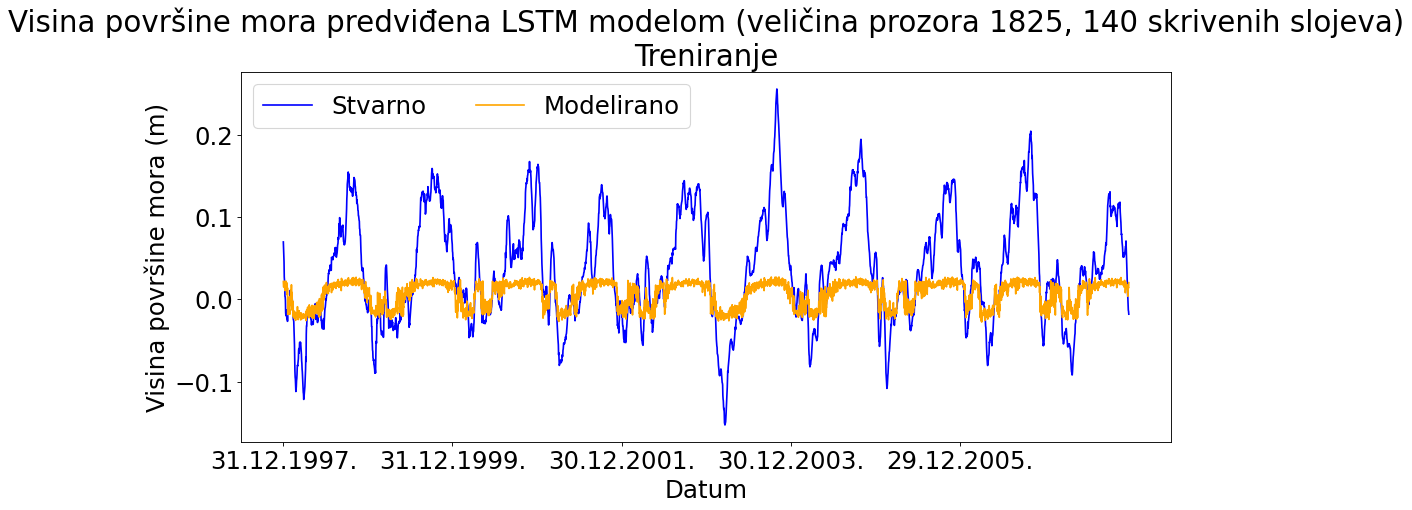 Visina površine mora predviđena LSTM modelom (veličina prozora 1825, 140 skrivenih slojeva)
Treniranje
Stvarno Modelirano
Visina površine mora (m)
0.2
0.1
0.0
−0.1
31.12.1997. 31.12.1999. 30.12.2001. 30.12.2003. 29.12.2005.
Datum